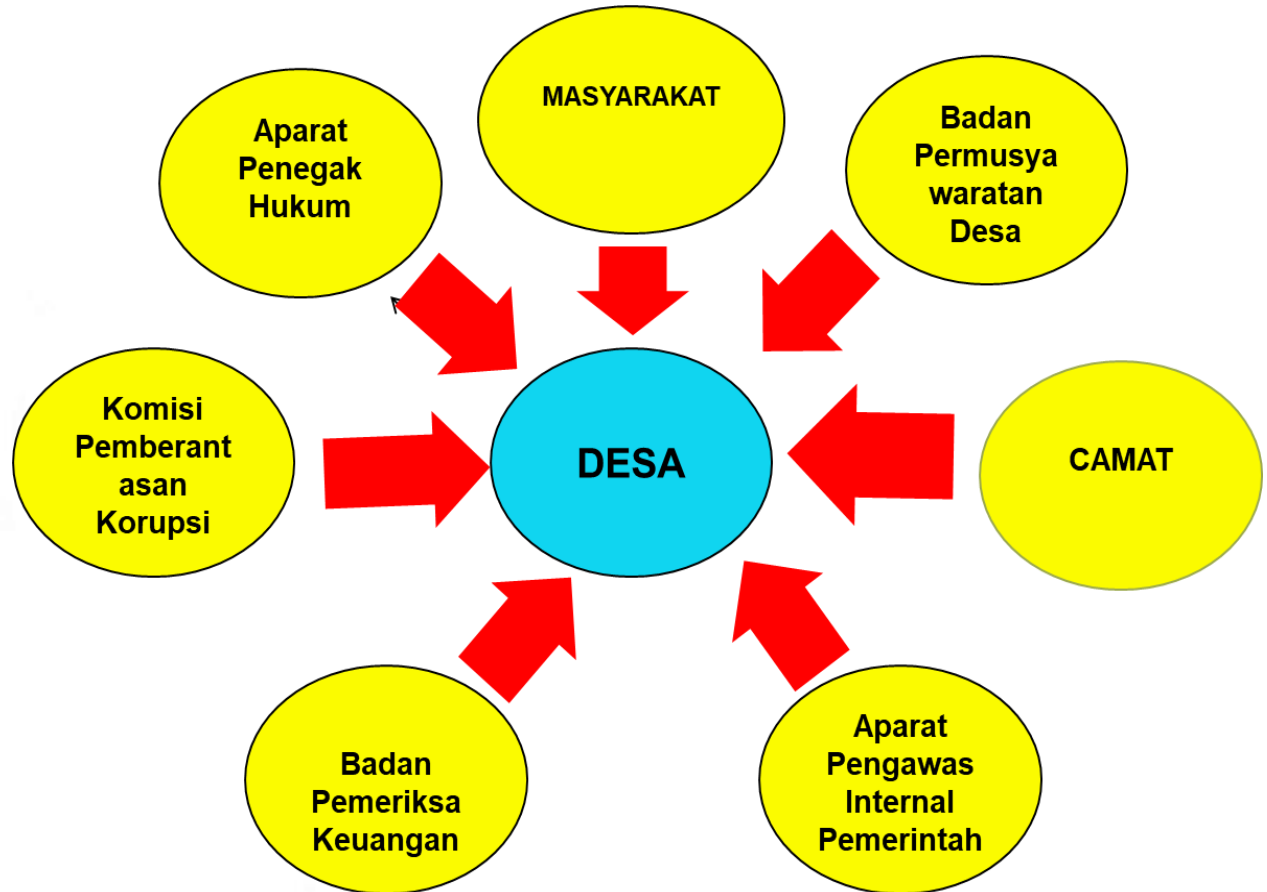 MASYARAKAT
Aparat
Penegak
Hukum
Badan
Permusya
waratan
Desa
Komisi
Pemberant
asan
Korupsi
DESA
CAMAT
Badan
Pemeriksa
Keuangan
Aparat
Pengawas
Internal
Pemerintah